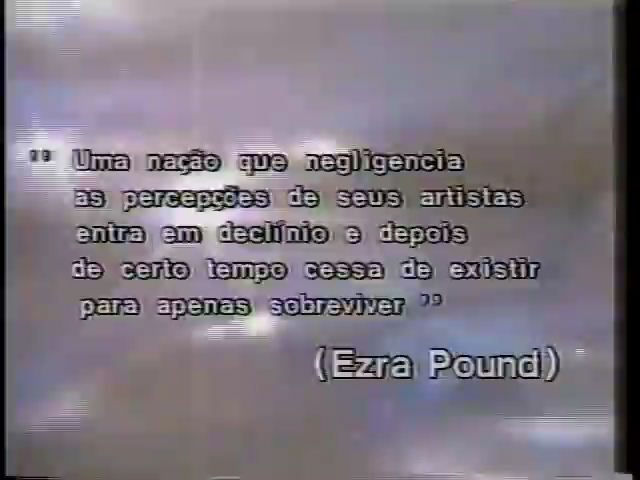 " Uma nação que negligencia
as percepções de seus artistas
entra em declínio e depois
de certo tempo cessa de existir
para apenas sobreviver "
(Ezra Pound)